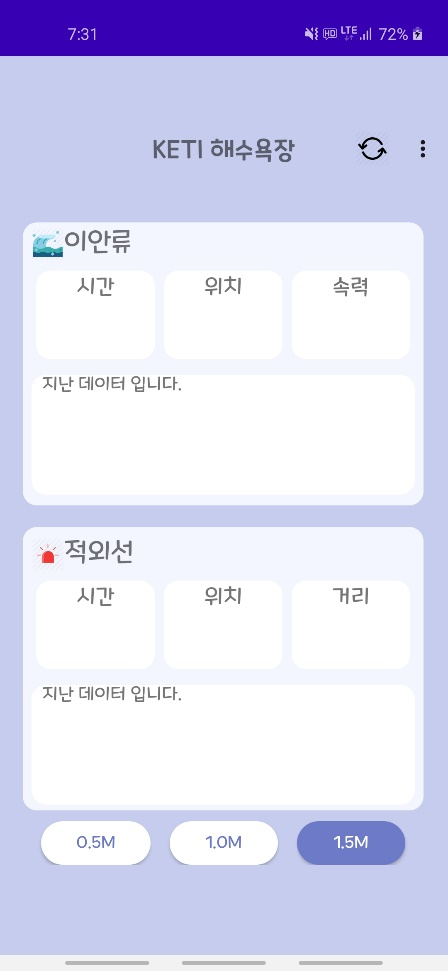 7:31 HD LTE 72%
KETI 해수욕장
이안류
시간 위치 속력
지난 데이터 입니다.
적외선
시간 위치 거리
지난 데이터 입니다.
0.5M 1.0M 1.5M